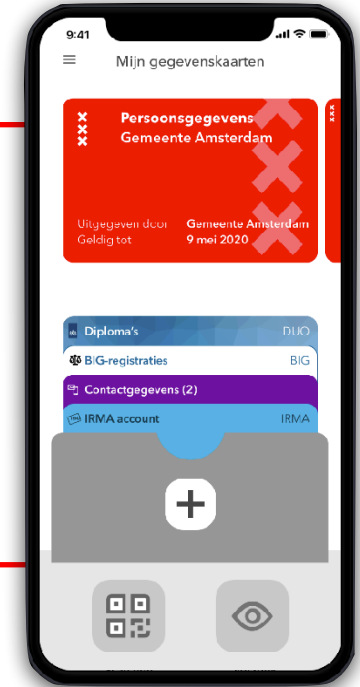 9:41
Mijn gegevenskaarten
Persoonsgegevens
Gemeente Amsterdam
Uitgegeven door Gemeente Amsterdam
Geldig tot 9 mei 2020
Diploma's DUO
BIG-registraties BIG
Contactgegevens (2)
IRMA account IRMA